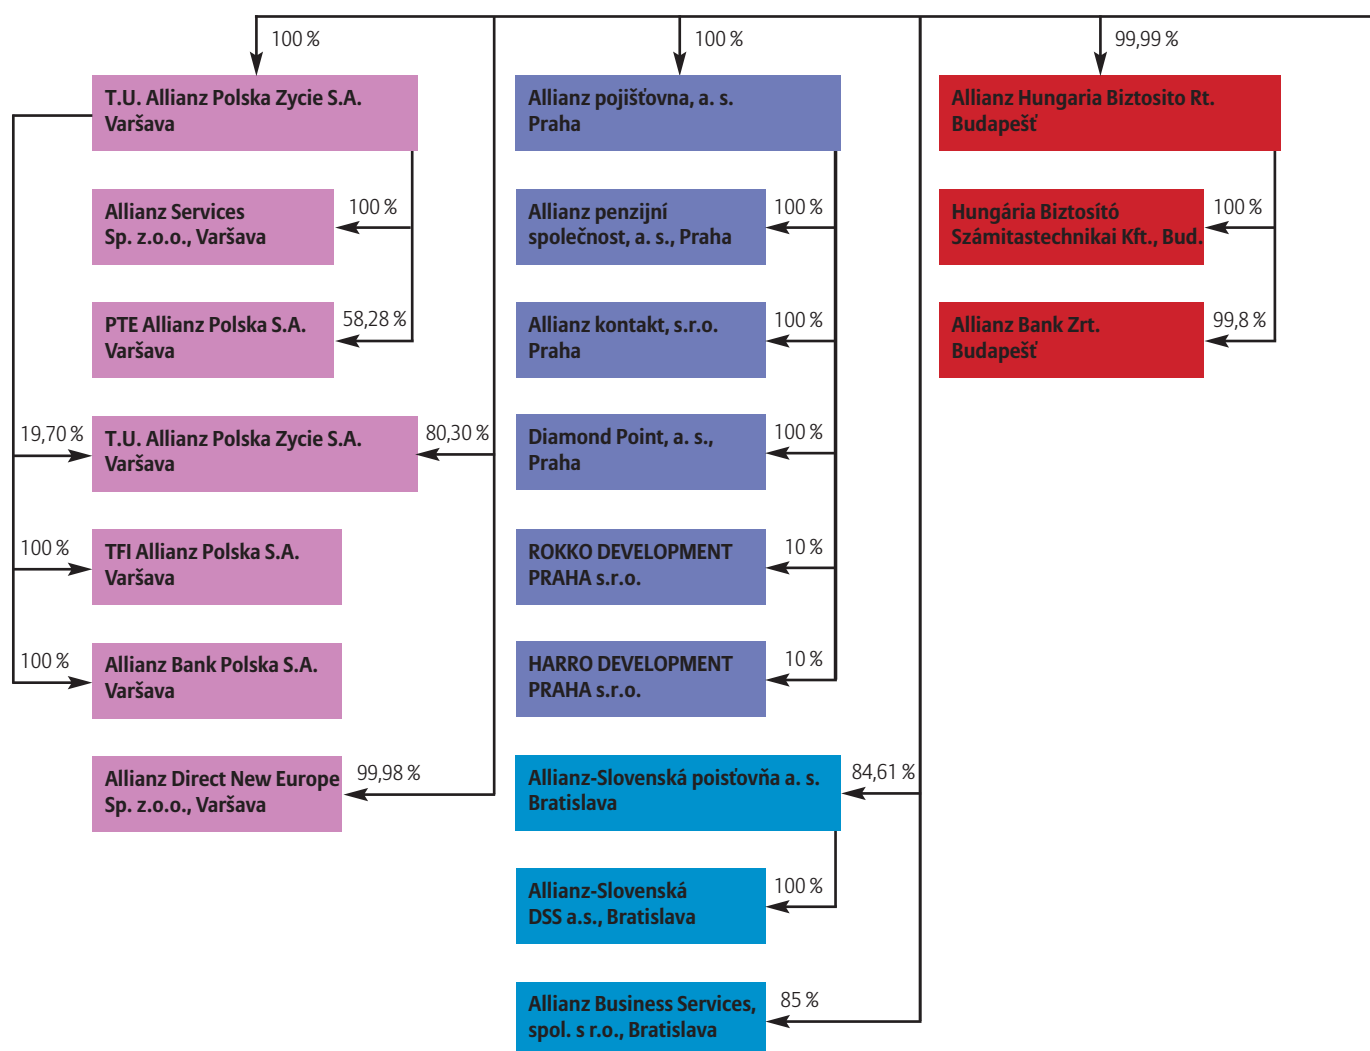 100 %
T.U. Allianz Polska Zycie S.A.
Varšava
Allianz Services
Sp. z.o.o., Varšava
100 %
PTE Allianz Polska S.A.
Varšava
58,28 %
19,70 %
T.U. Allianz Polska Zycie S.A.
Varšava
80,30 %
100 %
TFI Allianz Polska S.A.
Varšava
100 %
Allianz Bank Polska S.A.
Varšava
Allianz Direct New Europe
Sp. z.o.o., Varšava
99,98 %
100 %
Allianz pojišťovna, a. s.
Praha
Allianz penzijní
společnost, a. s., Praha
100 %
Allianz kontakt, s.r.o.
Praha
100 %
Diamond Point, a. s.,
Praha
100 %
ROKKO DEVELOPMENT
PRAHA s.r.o.
10 %
HARRO DEVELOPMENT
PRAHA s.r.o.
10 %
Allianz-Slovenská poisťovňa a. s.
Bratislava
84,61 %
Allianz-Slovenská
DSS a.s., Bratislava
100 %
Allianz Business Services,
spol. s r.o., Bratislava
85 %
99,99 %
Allianz Hungaria Biztosito Rt.
Budapešť
Hungária Biztosító
Számitastechnikai Kft., Bud.
100 %
Allianz Bank Zrt.
Budapešť
99,8 %